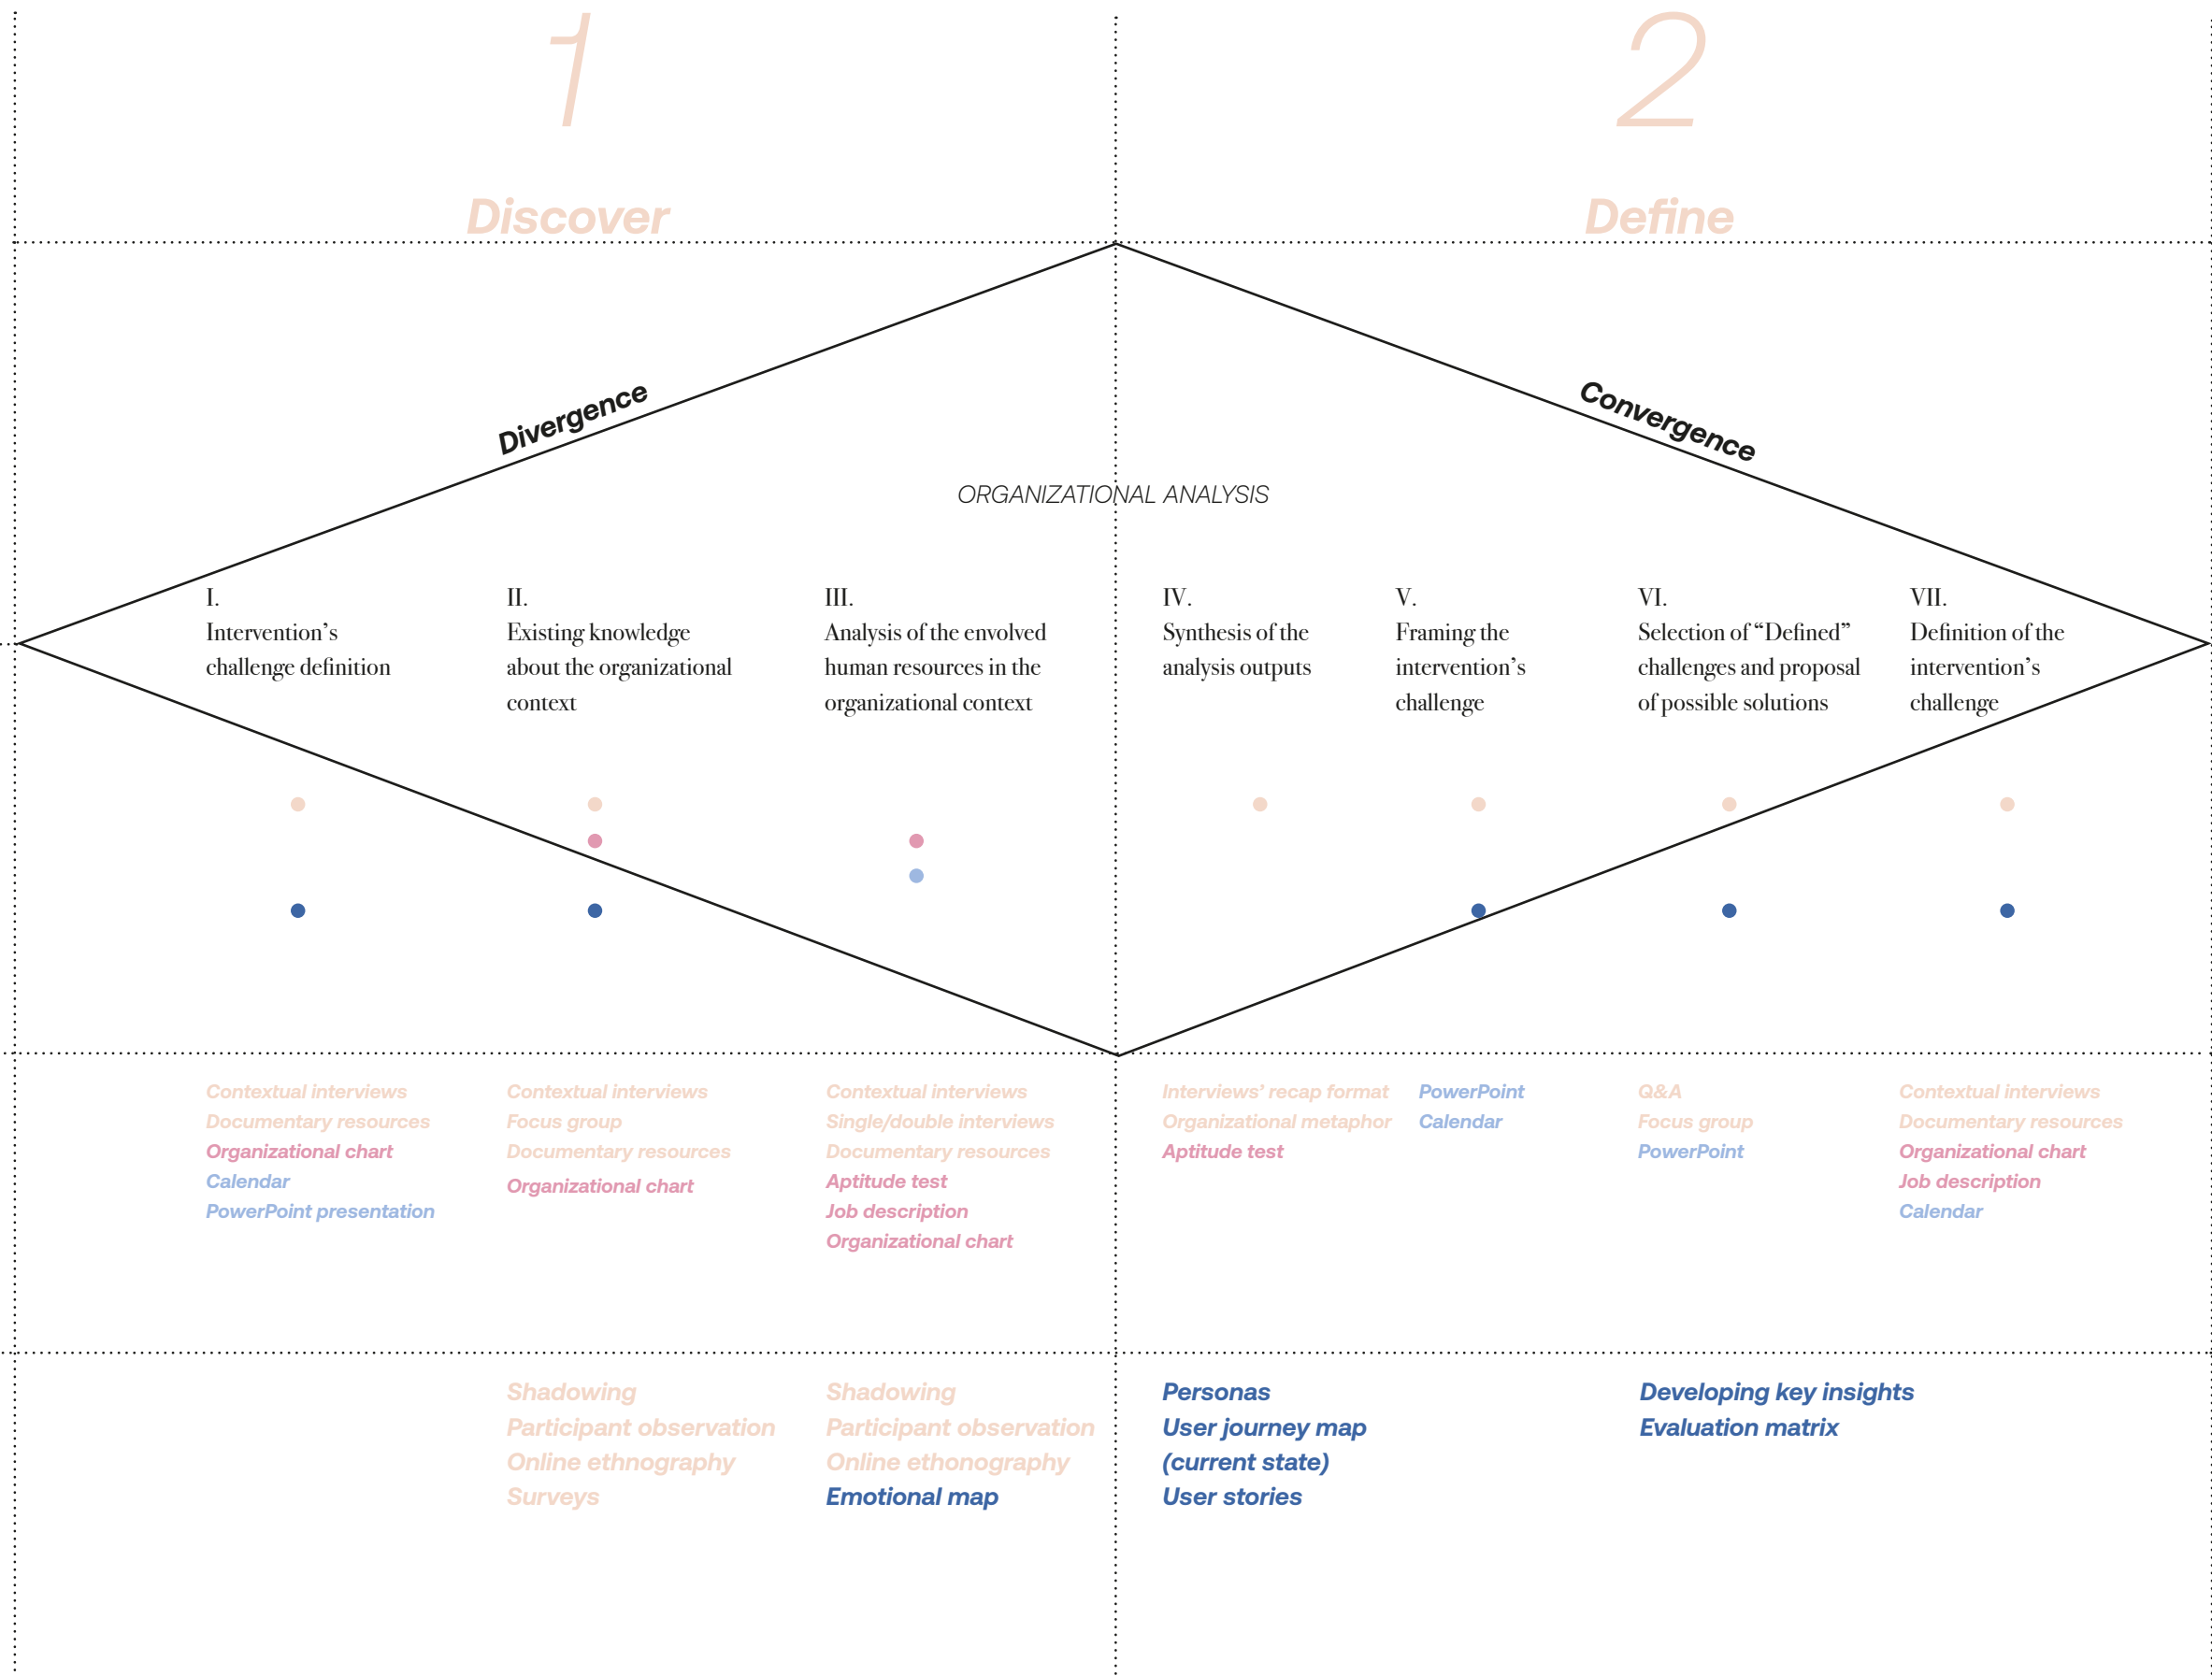 1
2
Discover
Define
Divergence
Convergence
ORGANIZATIONAL ANALYSIS
I.
Intervention’s
challenge definition
II.
Existing knowledge
about the organizational
context
III.
Analysis of the envolved
human resources in the
organizational context
IV.
Synthesis of the
analysis outputs
V.
Framing the
intervention’s
challenge
VI.
Selection of “Defined”
challenges and proposal
of possible solutions
VII.
Definition of the
intervention’s
challenge
Contextual interviews
Documentary resources
Organizational chart
Calendar
PowerPoint presentation
Contextual interviews
Focus group
Documentary resources
Organizational chart
Contextual interviews
Single/double interviews
Documentary resources
Aptitude test
Job description
Organizational chart
Interviews’ recap format
Organizational metaphor
Aptitude test
PowerPoint
Calendar
Q&A
Focus group
PowerPoint
Contextual interviews
Documentary resources
Organizational chart
Job description
Calendar
Shadowing
Participant observation
Online ethnography
Surveys
Shadowing
Participant observation
Online ethonography
Emotional map
Personas
User journey map
(current state)
User stories
Developing key insights
Evaluation matrix